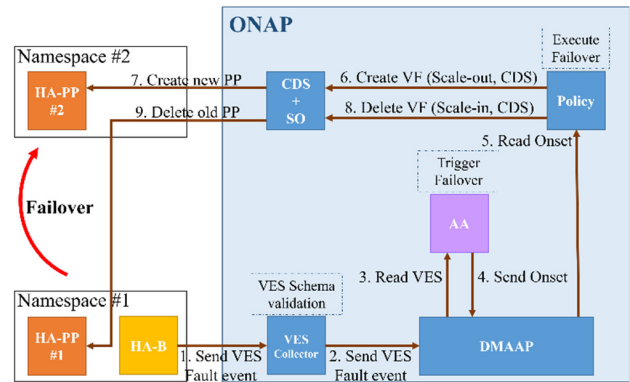 ONAP
Namespace #2
HA-PP
#2
7. Create new PP
9. Delete old PP
CDS
+
SO
6. Create VF (Scale-out, CDS)
8. Delete VF (Scale-in, CDS)
Execute
Failover
Policy
5. Read Onset
Trigger
Failover
AA
3. Read VES
4. Send Onset
Failover
Namespace #1
HA-PP
#1
HA-B
1. Send VES
Fault event
VES Schema
validation
VES
Collector
2. Send VES
Fault event
DMAAP